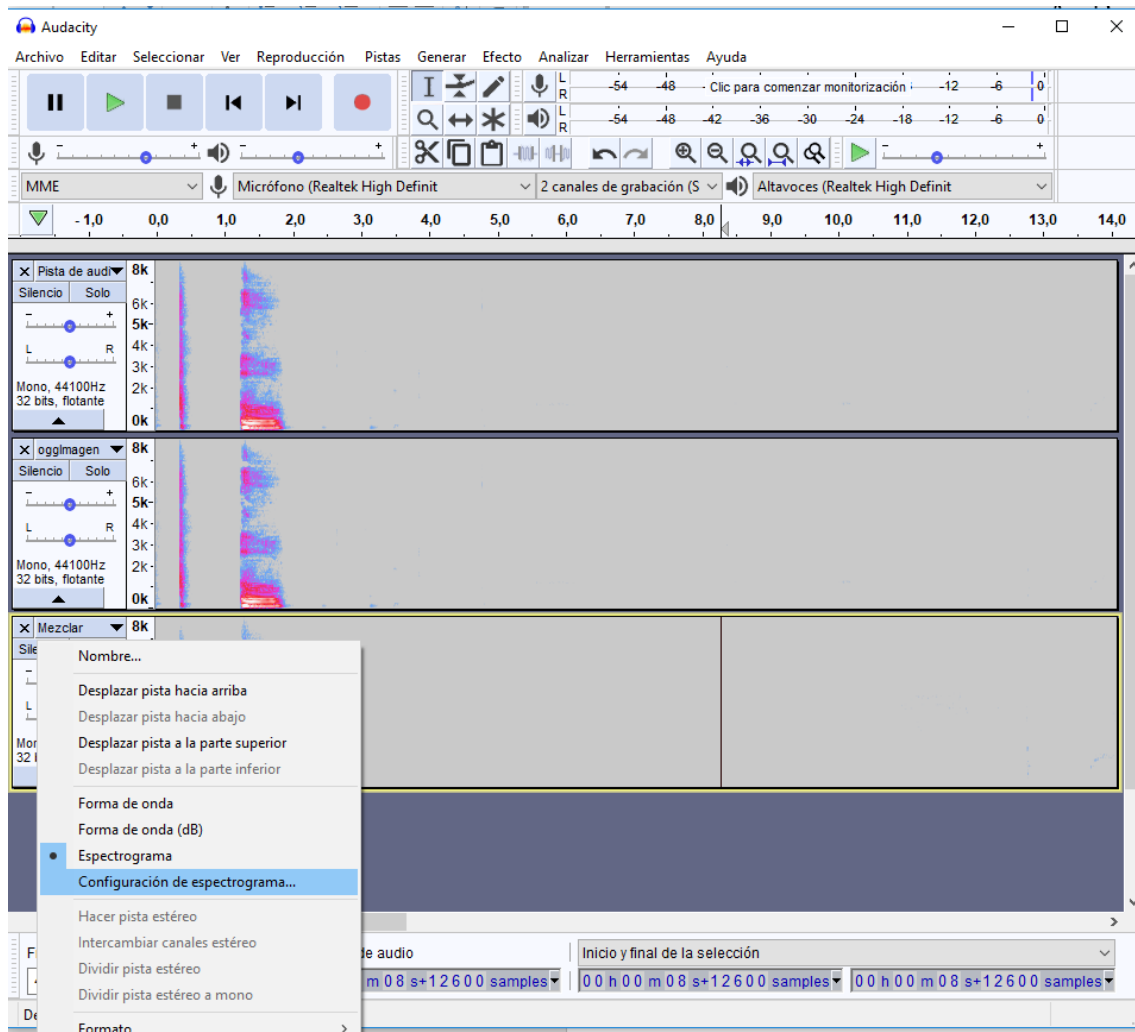 Audacity
Archivo Editar Seleccionar Ver Reproducción Pistas Generar Efecto Analizar Herramientas Ayuda
L
R
-54 -48 Clic para comenzar monitorización -12 -6 0
L
R
-54 -48 -42 -36 -30 -24 -18 -12 -6 0
MME Micrófono (Realtek High Definit 2 canales de grabación (S Altavoces (Realtek High Definit
- 1,0 0,0 1,0 2,0 3,0 4,0 5,0 6,0 7,0 8,0 9,0 10,0 11,0 12,0 13,0 14,0
Pista de audi 8k
Silencio Solo
6k
- + 5k
L R 4k
3k
Mono, 44100Hz 2k
32 bits, flotante
0k
oggImagen 8k
Silencio Solo
6k
- + 5k
L R 4k
3k
Mono, 44100Hz 2k
32 bits, flotante
0k
Mezclar 8k
Sile
Nombre...
Desplazar pista hacia arriba
L
Desplazar pista hacia abajo
Mon
Desplazar pista a la parte superior
32 b
Desplazar pista a la parte inferior
Forma de onda
Forma de onda (dB)
Espectrograma
Configuración de espectrograma...
Hacer pista estéreo
Intercambiar canales estéreo
Dividir pista estéreo
Dividir pista estéreo a mono
Formato
de audio Inicio y final de la selección
m 0 8 s+1 2 6 0 0 samples 0 0 h 0 0 m 0 8 s+1 2 6 0 0 samples 0 0 h 0 0 m 0 8 s+1 2 6 0 0 samples
De